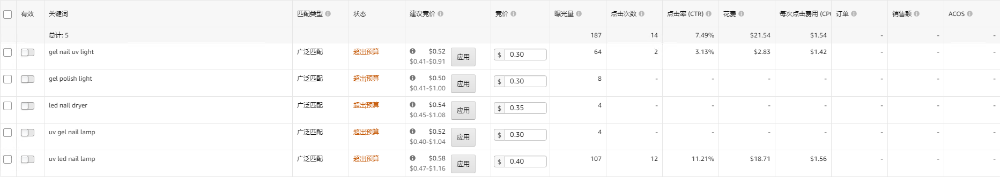 有效 关键词 匹配类型 状态 建议竞价 竞价 曝光量 点击次数 点击率 (CTR) 花费 每次点击费用 (CPC 订单 销售额 ACOS
总计: 5 187 14 7.49% $21.54 $1.54 - - -
gel nail uv light 广泛匹配 超出预算 $0.52 应用 $ 0.30 64 2 3.13% $2.83 $1.42 - - -
$0.41-$0.91
gel polish light 广泛匹配 超出预算 $0.50 应用 $ 0.30 8 - - - - - - -
$0.41-$1.00
led nail dryer 广泛匹配 超出预算 $0.54 应用 $ 0.35 4 - - - - - - -
$0.45-$1.08
uv gel nail lamp 广泛匹配 超出预算 $0.52 应用 $ 0.30 4 - - - - - - -
$0.40-$1.04
uv led nail lamp 广泛匹配 超出预算 $0.58 应用 $ 0.40 107 12 11.21% $18.71 $1.56 - - -
$0.47-$1.16